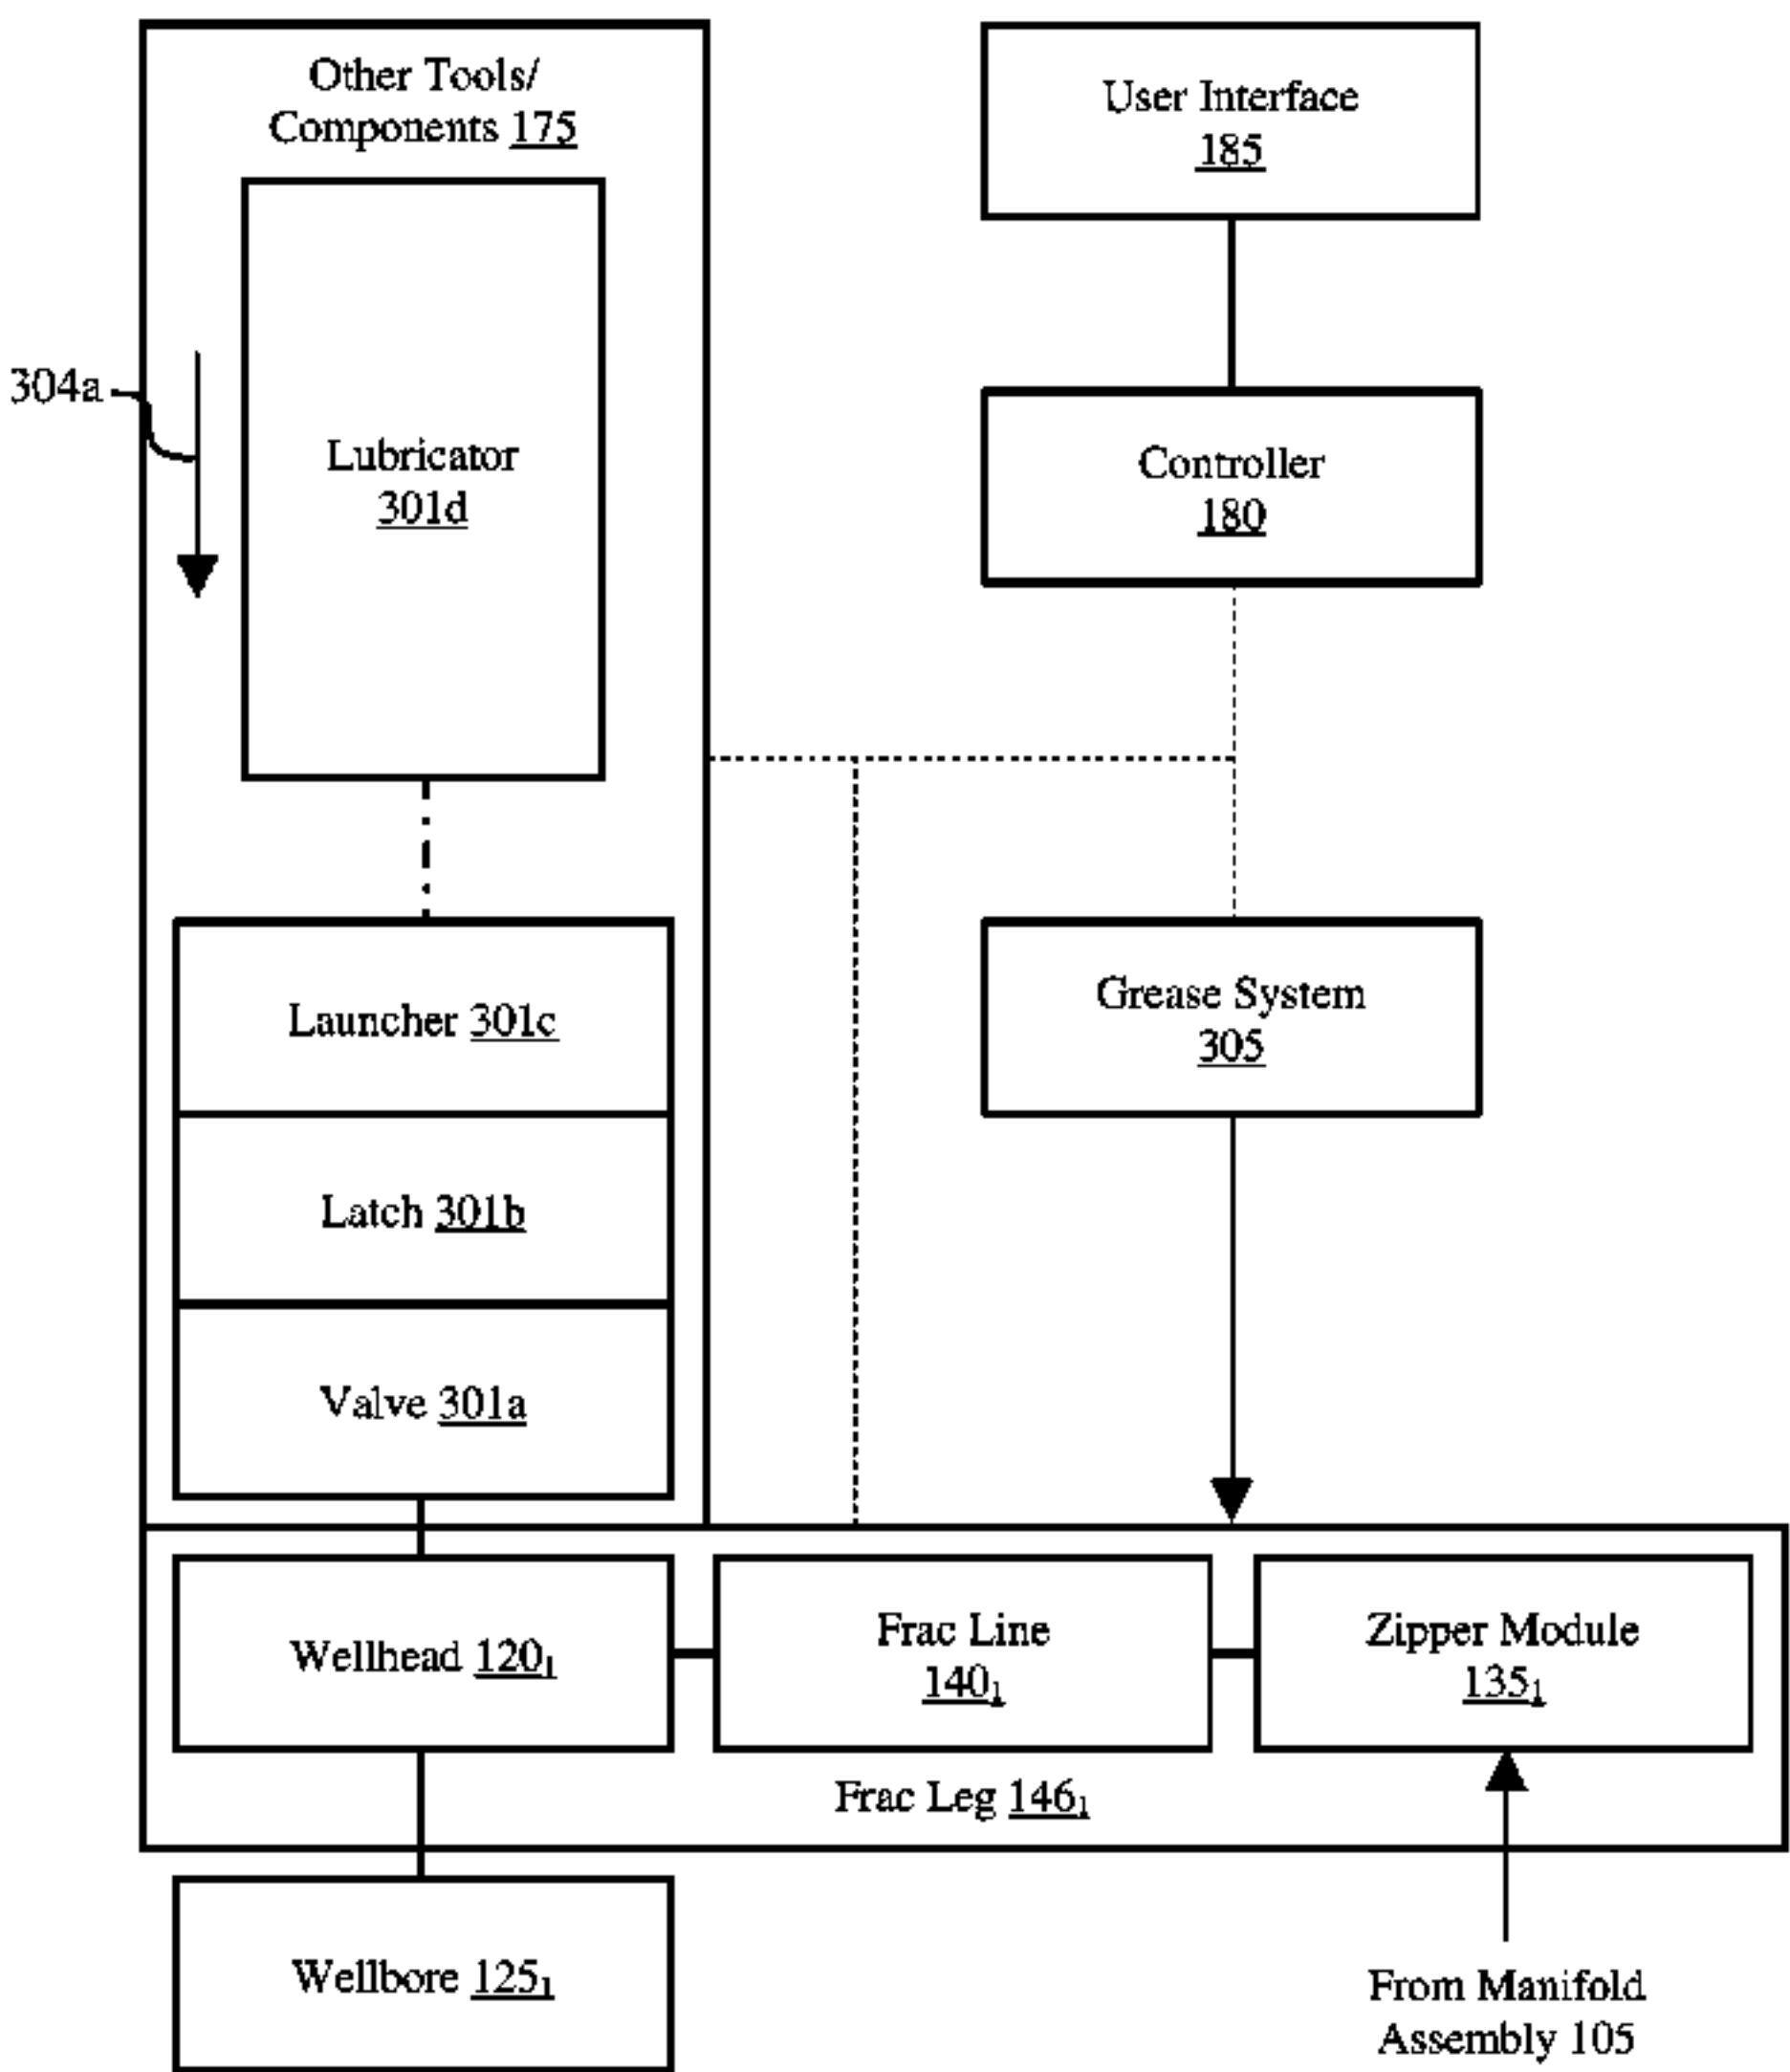 Other Tools/
Components 175
User Interface
185
304a
Lubricator
301d
Controller
180
Launcher 301c
Grease System
305
Latch 301b
Valve 301a
Wellhead 120₁
Frac Line
140₁
Zipper Module
135₁
Frac Leg 146₁
Wellbore 125₁
From Manifold
Assembly 105